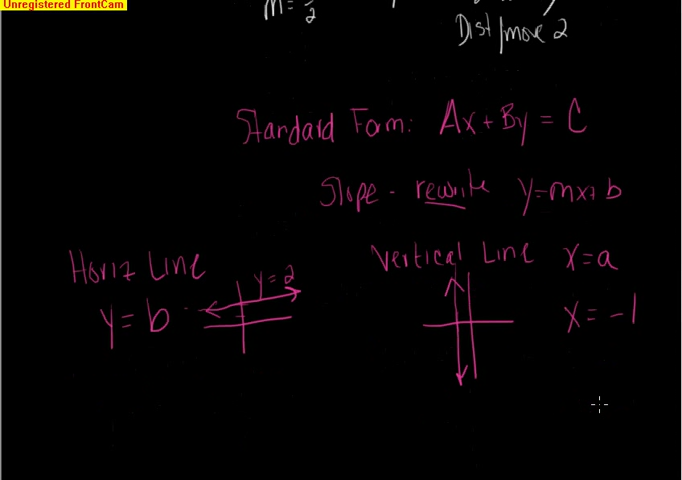 Unregistered FrontCam
Dist/move 2
Standard Form: Ax + By = C
Slope - rewrite y=mx+b
Horiz Line
Vertical Line x=a
y=2
y = b
x = -1